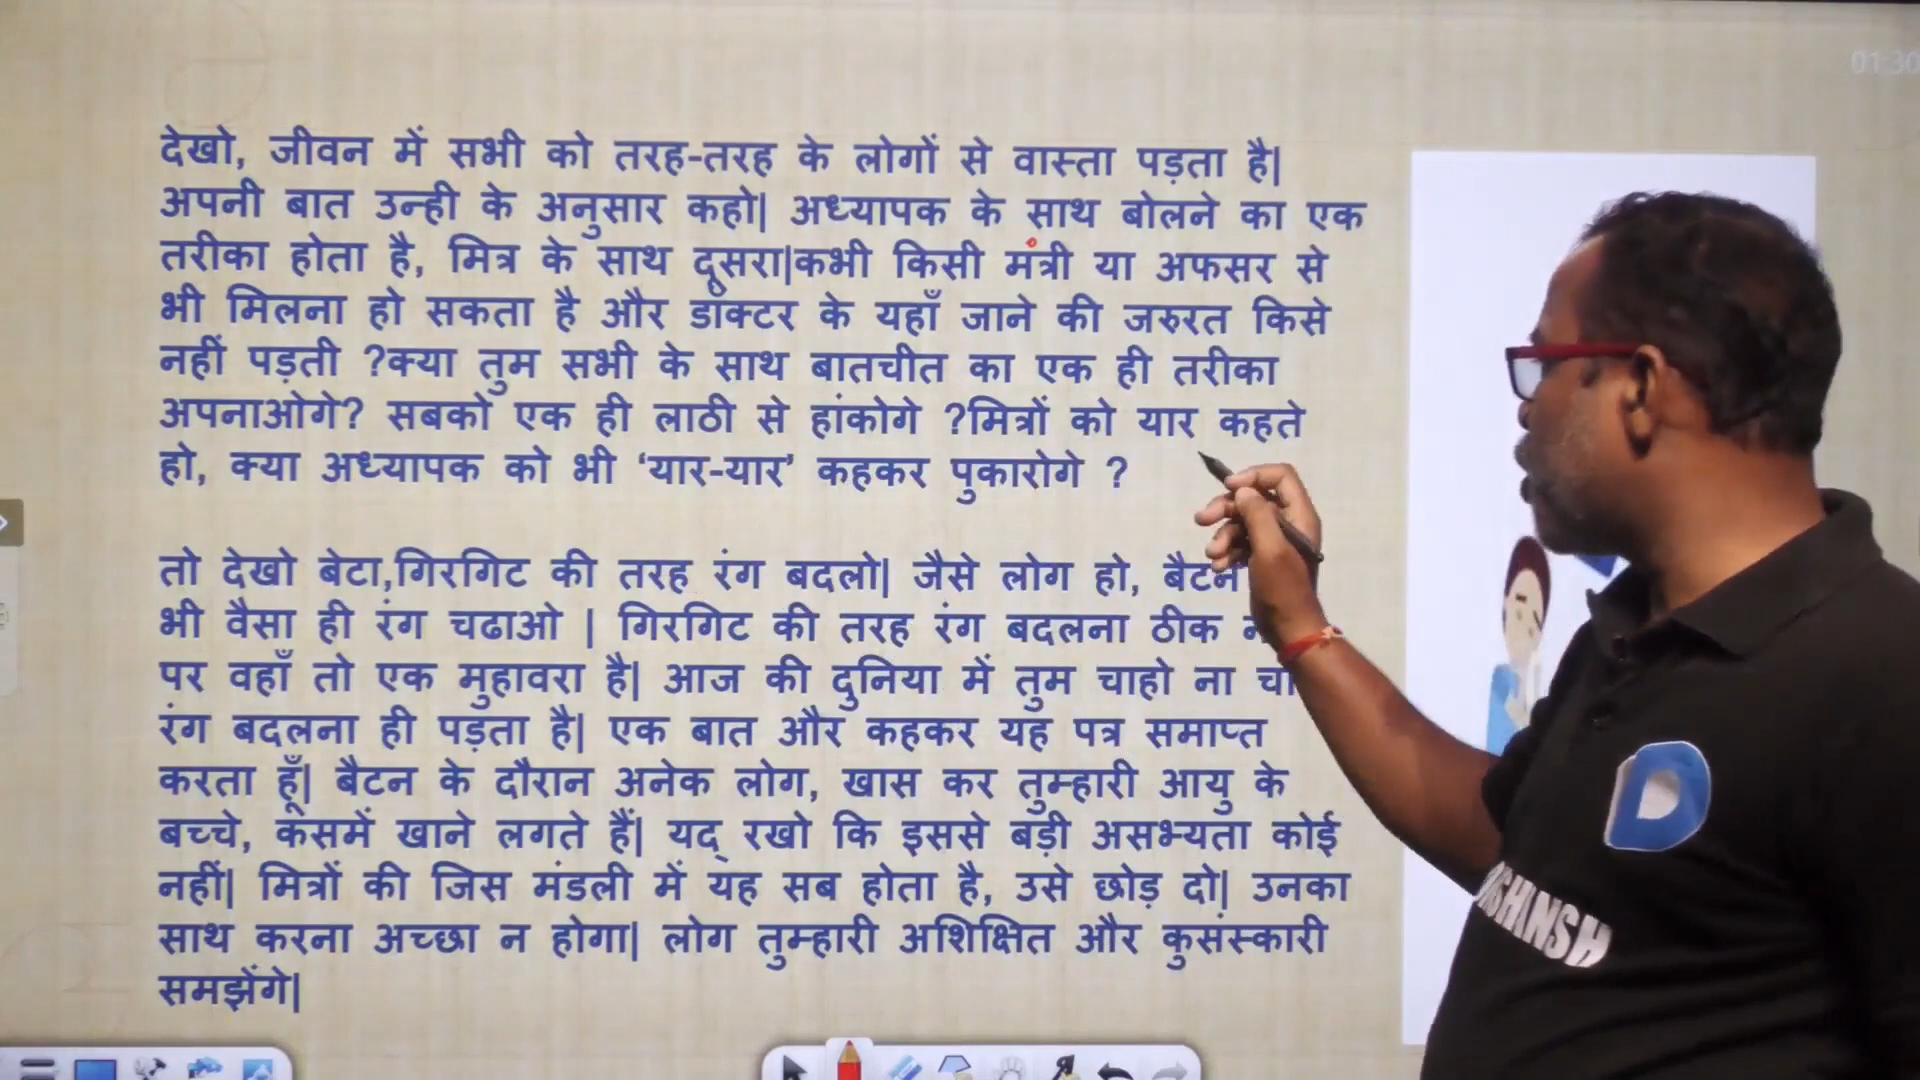 01:30
देखो, जीवन में सभी को तरह-तरह के लोगों से वास्ता पड़ता है|
अपनी बात उन्ही के अनुसार कहो| अध्यापक के साथ बोलने का एक
तरीका होता है, मित्र के साथ दूसरा|कभी किसी मंत्री या अफसर से
भी मिलना हो सकता है और डॉक्टर के यहाँ जाने की जरुरत किसे
नहीं पड़ती ?क्या तुम सभी के साथ बातचीत का एक ही तरीका
अपनाओगे? सबको एक ही लाठी से हांकोगे ?मित्रों को यार कहते
हो, क्या अध्यापक को भी ‘यार-यार’ कहकर पुकारोगे ?
तो देखो बेटा,गिरगिट की तरह रंग बदलो| जैसे लोग हो, बैटन
भी वैसा ही रंग चढाओ | गिरगिट की तरह रंग बदलना ठीक
पर वहाँ तो एक मुहावरा है| आज की दुनिया में तुम चाहो ना
रंग बदलना ही पड़ता है| एक बात और कहकर यह पत्र समाप्त
करता हूँ| बैटन के दौरान अनेक लोग, खास कर तुम्हारी आयु के
बच्चे, कसमें खाने लगते हैं| यद् रखो कि इससे बड़ी असभ्यता कोई
नहीं| मित्रों की जिस मंडली में यह सब होता है, उसे छोड़ दो| उनका
साथ करना अच्छा न होगा| लोग तुम्हारी अशिक्षित और कुसंस्कारी
समझेंगे|
D